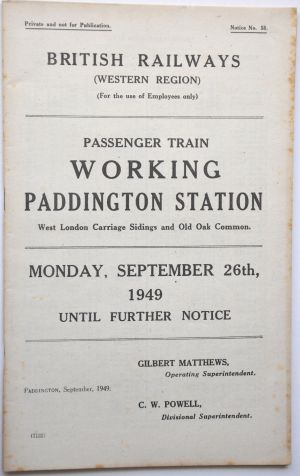 Private and not for Publication. Notice No. 58.
BRITISH RAILWAYS
(WESTERN REGION)
(For the use of Employees only)
PASSENGER TRAIN
WORKING
PADDINGTON STATION
West London Carriage Sidings and Old Oak Common.
MONDAY, SEPTEMBER 26th,
1949
UNTIL FURTHER NOTICE
GILBERT MATTHEWS,
Operating Superintendent.
PADDINGTON, September, 1949.
C. W. POWELL,
Divisional Superintendent.